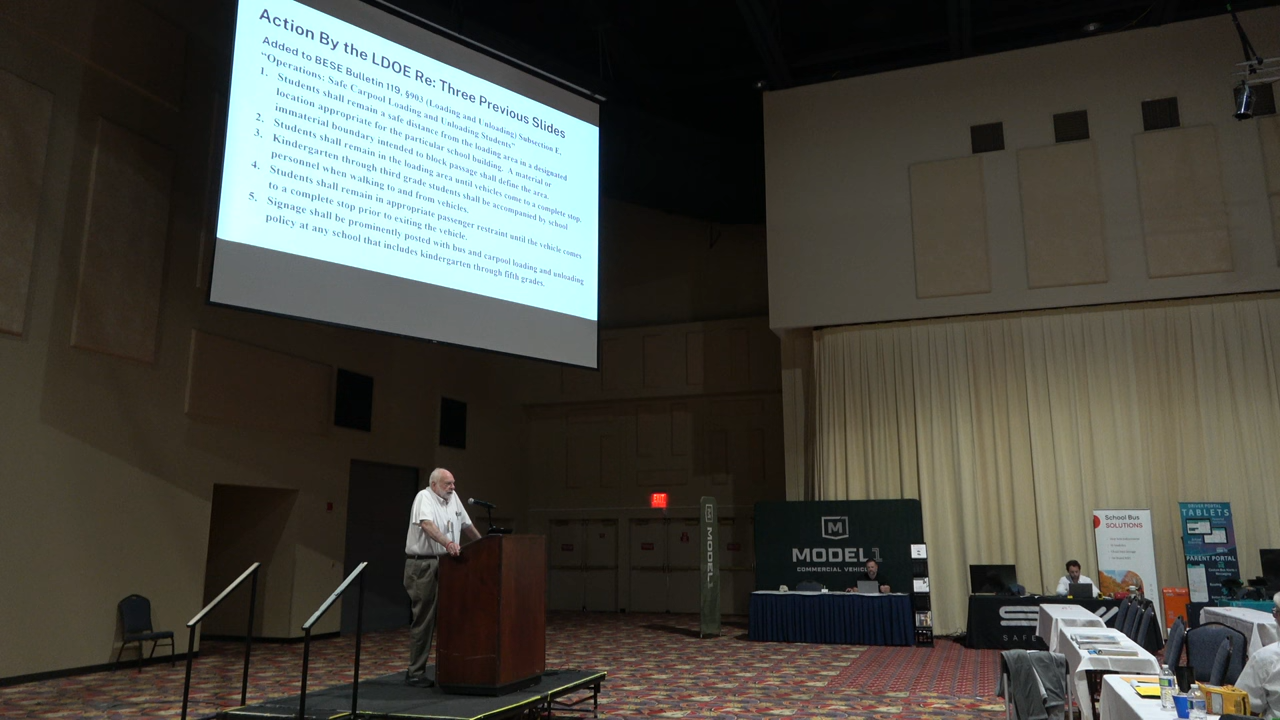 Action By the LDOE Re: Three Previous Slides
Added to BESE Bulletin 119, §903 (Loading and Unloading) Subsection E.
"Operations: Safe Carpool Loading and Unloading Students"
1. Students shall remain a safe distance from the loading area in a designated
location appropriate for the particular school building. A material or
immaterial boundary intended to block passage shall define the area.
2. Students shall remain in the loading area until vehicles come to a complete stop.
3. Kindergarten through third grade students shall be accompanied by school
personnel when walking to and from vehicles.
4. Students shall remain in appropriate passenger restraint until the vehicle comes
to a complete stop prior to exiting the vehicle.
5. Signage shall be prominently posted with bus and carpool loading and unloading
policy at any school that includes kindergarten through fifth grades.
EXIT
MODEL
M
MODEL 1
COMMERCIAL VEHIC
School Bus
SOLUTIONS
DRIVER PORTAL
TABLETS
PARENT PORTAL
SAFE